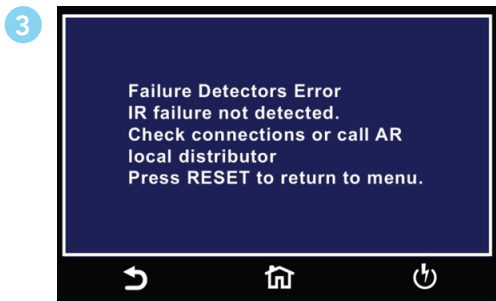 3
Failure Detectors Error
IR failure not detected.
Check connections or call AR
local distributor
Press RESET to return to menu.